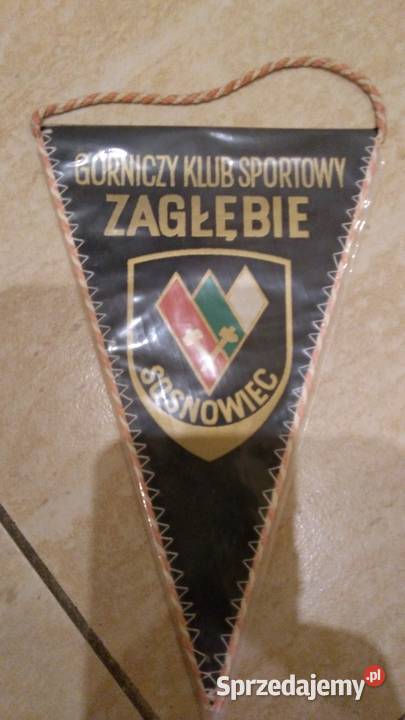 GÓRNICZY KLUB SPORTOWY
ZAGŁĘBIE
SOSNOWIEC
Sprzedajemy.pl